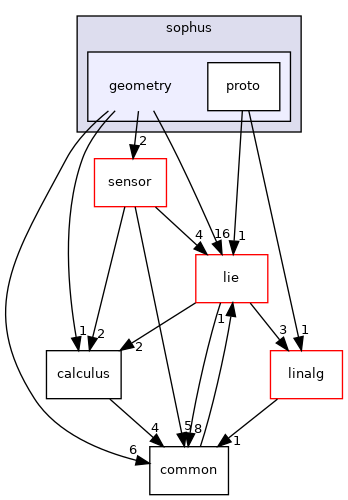 sophus
geometry
proto
2
sensor
4
16
1
lie
1
1
2
2
3
1
calculus
linalg
4
5
8
1
6
common